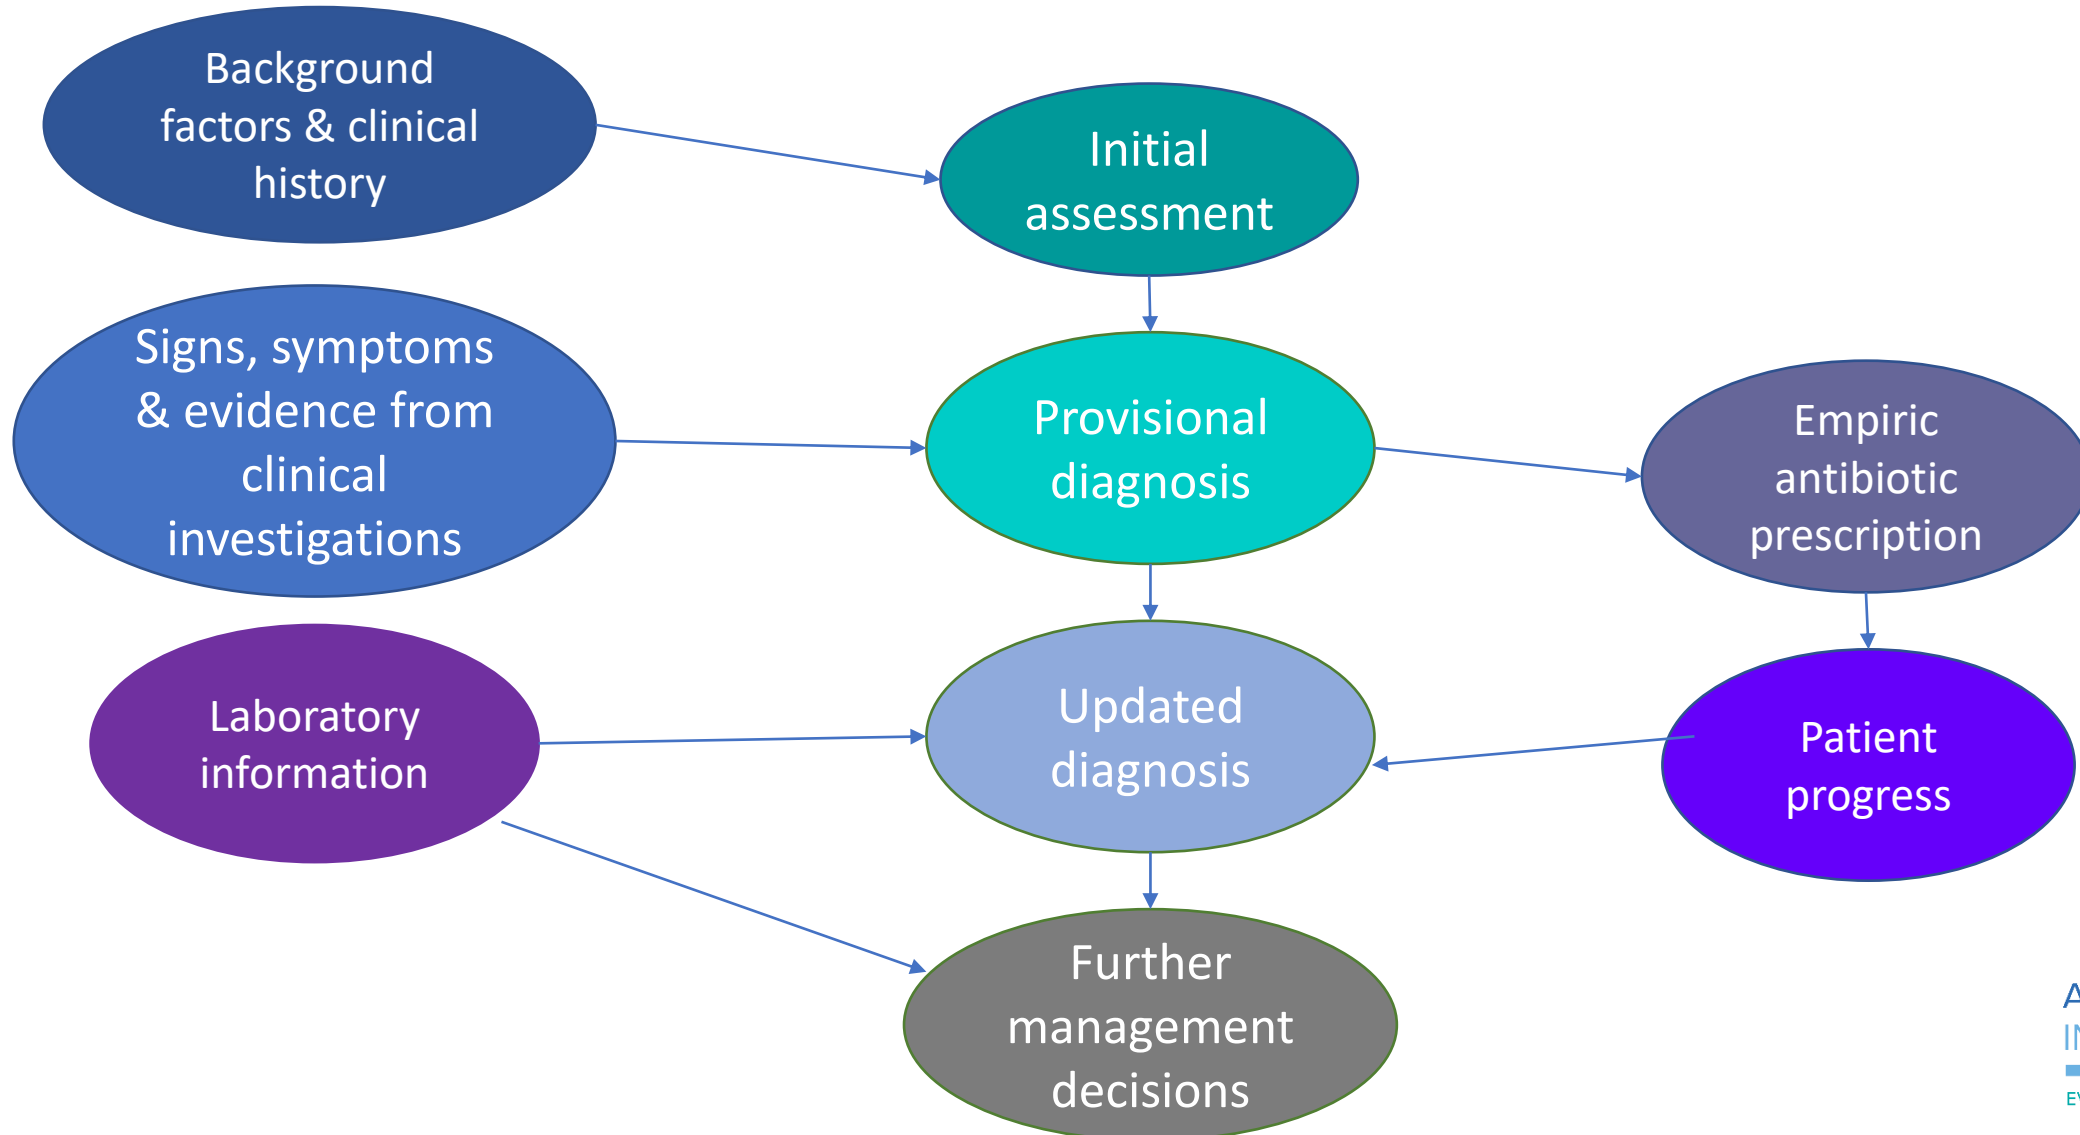 Background
factors & clinical
history
Initial
assessment
Signs, symptoms
& evidence from
clinical
investigations
Provisional
diagnosis
Empiric
antibiotic
prescription
Laboratory
information
Updated
diagnosis
Patient
progress
Further
management
decisions